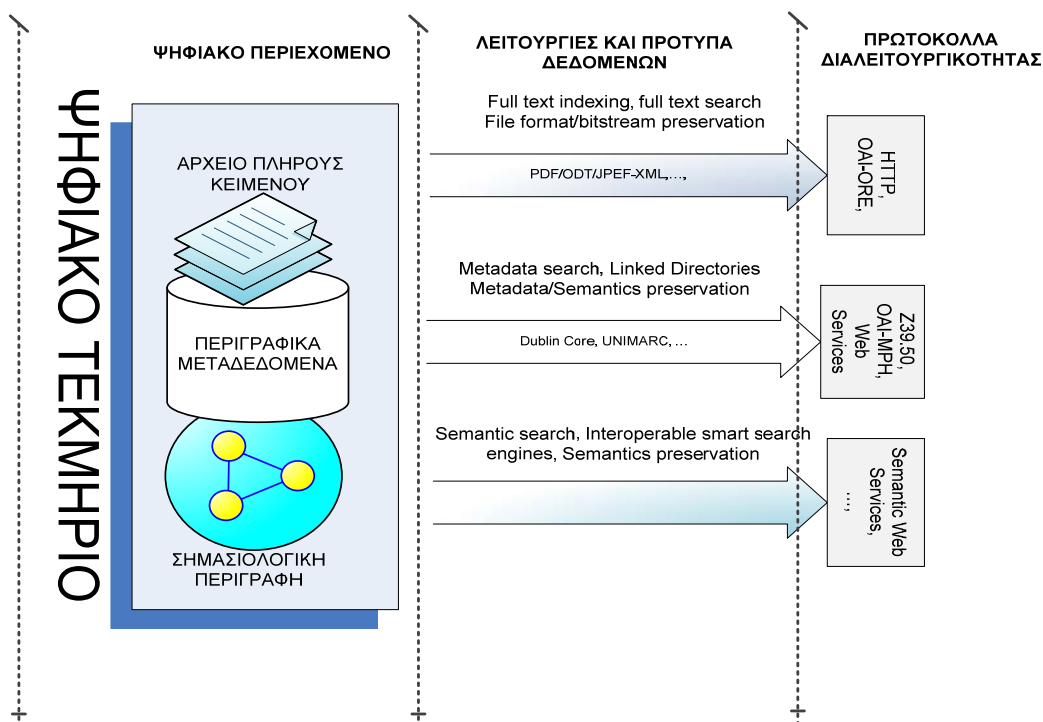 ΨΗΦΙΑΚΟ ΤΕΚΜΗΡΙΟ
ΨΗΦΙΑΚΟ ΠΕΡΙΕΧΟΜΕΝΟ
ΑΡΧΕΙΟ ΠΛΗΡΟΥΣ
ΚΕΙΜΕΝΟΥ
ΠΕΡΙΓΡΑΦΙΚΑ
ΜΕΤΑΔΕΔΟΜΕΝΑ
ΣΗΜΑΣΙΟΛΟΓΙΚΗ
ΠΕΡΙΓΡΑΦΗ
ΛΕΙΤΟΥΡΓΙΕΣ ΚΑΙ ΠΡΟΤΥΠΑ
ΔΕΔΟΜΕΝΩΝ
Full text indexing, full text search
File format/bitstream preservation
PDF/ODT/JPEF-XML,…,
Metadata search, Linked Directories
Metadata/Semantics preservation
Dublin Core, UNIMARC, …
Semantic search, Interoperable smart search
engines, Semantics preservation
ΠΡΩΤΟΚΟΛΛΑ
ΔΙΑΛΕΙΤΟΥΡΓΙΚΟΤΗΤΑΣ
HTTP,
OAI-ORE,
Z39.50,
OAI-MPH,
Web
Services
Semantic Web
Services,
…,